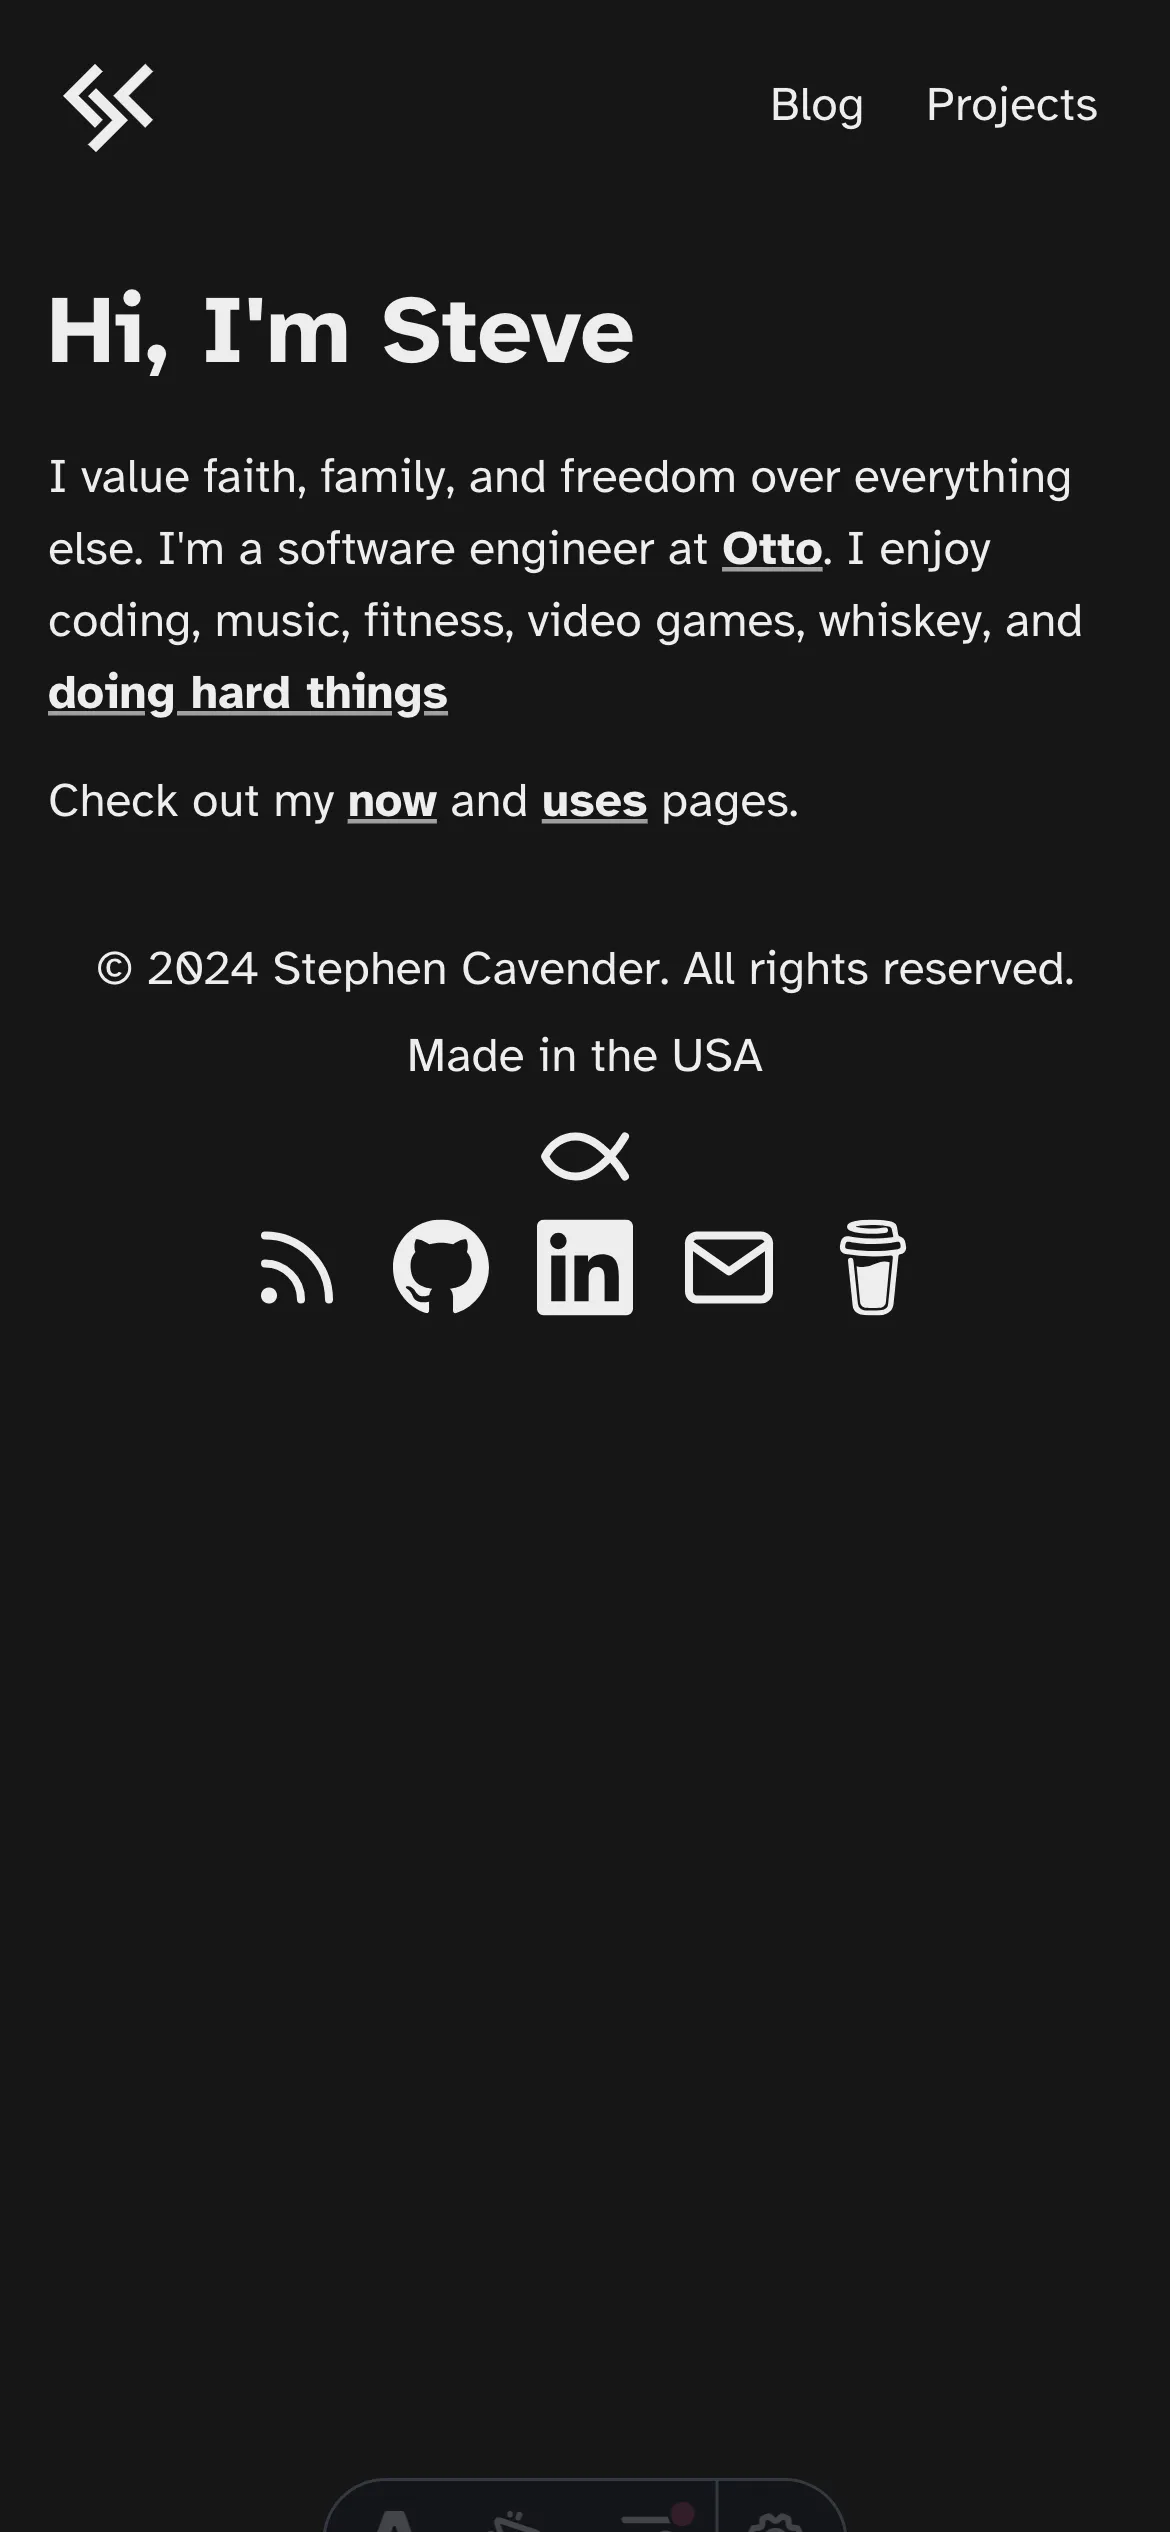 Blog Projects
Hi, I'm Steve
I value faith, family, and freedom over everything
else. I'm a software engineer at Otto. I enjoy
coding, music, fitness, video games, whiskey, and
doing hard things
Check out my now and uses pages.
© 2024 Stephen Cavender. All rights reserved.
Made in the USA
in